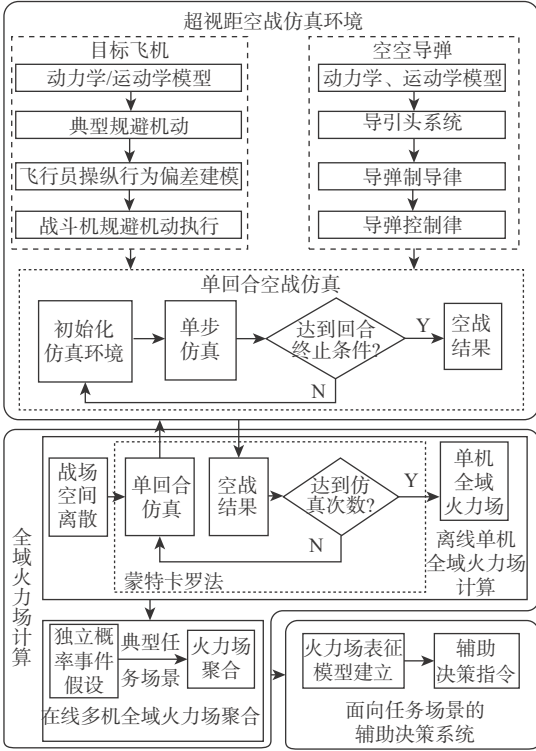 超视距空战仿真环境
目标飞机
动力学/运动学模型
典型规避机动
飞行员操纵行为偏差建模
战斗机规避机动执行
空空导弹
动力学、运动学模型
导引头系统
导弹制导律
导弹控制律
单回合空战仿真
初始化
仿真环境
单步
仿真
达到回合
终止条件?
Y
N
空战
结果
全域火力场计算
战场
空间
离散
单回合
仿真
空战
结果
达到仿
真次数?
Y
N
蒙特卡罗法
单机
全域
火力场
离线单机
全域火力场
计算
独立概
率事件
假设
典型任
务场景
火力场
聚合
在线多机全域火力场聚合
火力场表征
模型建立
辅助
决策指令
面向任务场景的
辅助决策系统